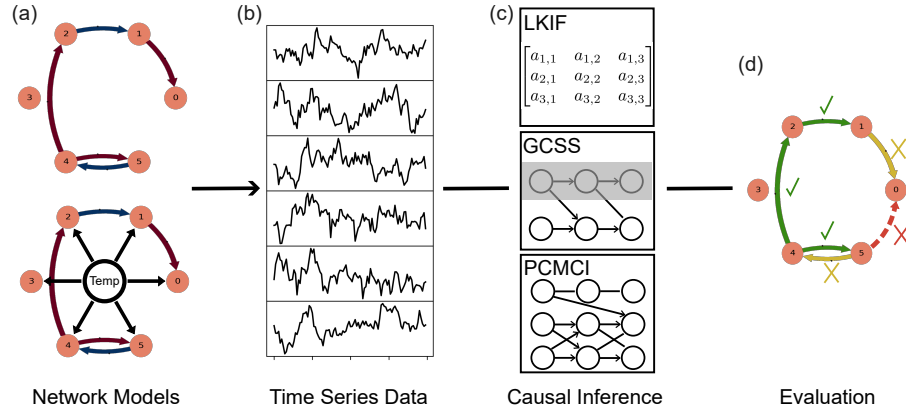 (a)
2
1
3
0
4
5
2
1
3
Temp
0
4
5
Network Models
(b)
Time Series Data
(c)
LKIF
a1,1 a1,2 a1,3
a2,1 a2,2 a2,3
a3,1 a3,2 a3,3
GCSS
PCMCI
Causal Inference
(d)
2
1
3
0
4
5
Evaluation